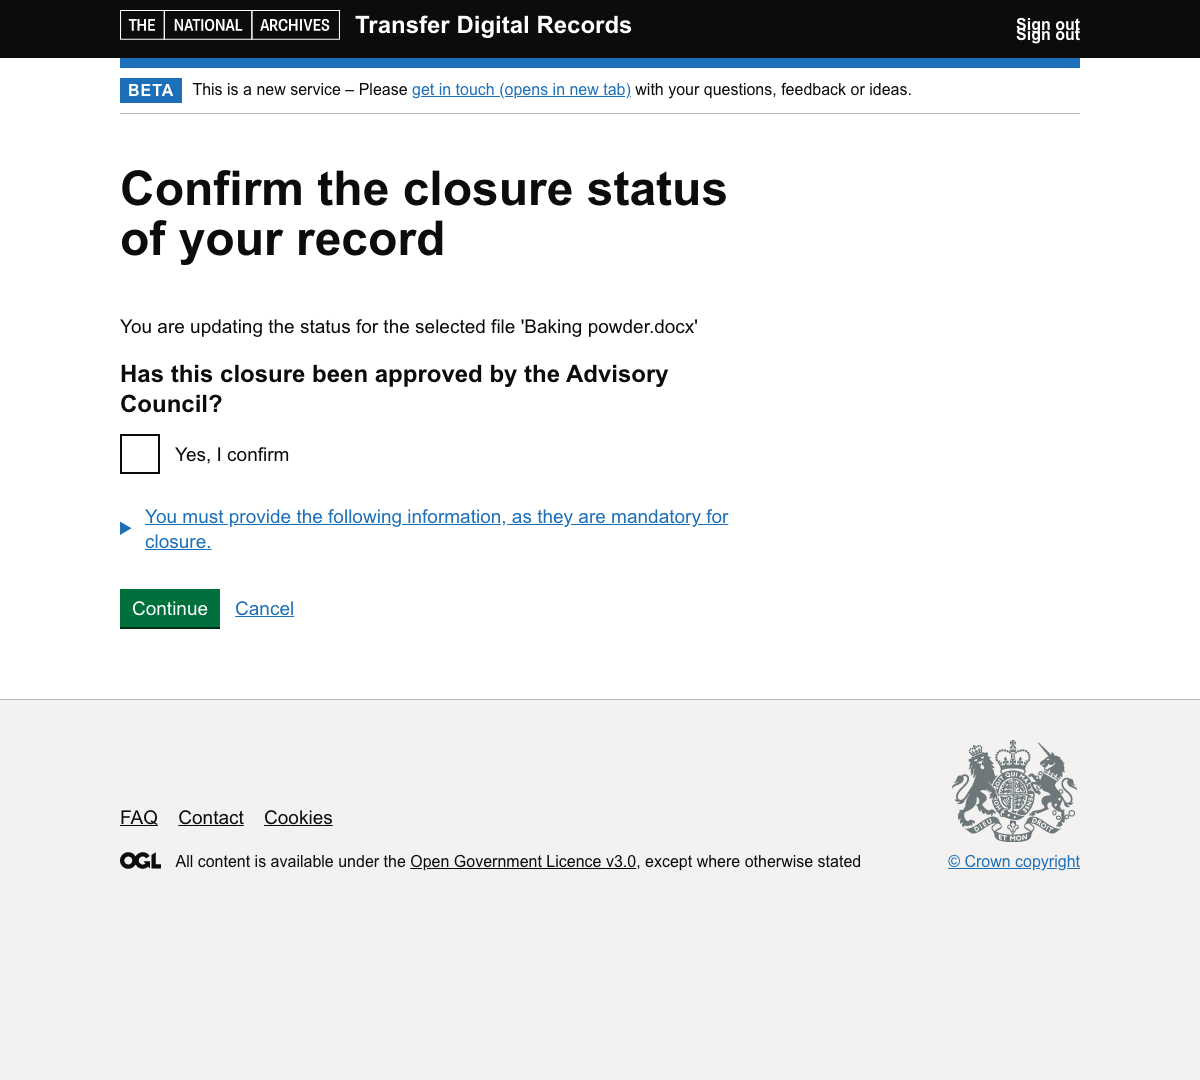 THE NATIONAL ARCHIVES Transfer Digital Records
Sign out
Sign out
BETA This is a new service – Please get in touch (opens in new tab) with your questions, feedback or ideas.
Confirm the closure status
of your record
You are updating the status for the selected file 'Baking powder.docx'
Has this closure been approved by the Advisory
Council?
Yes, I confirm
You must provide the following information, as they are mandatory for
closure.
Continue Cancel
FAQ Contact Cookies
DIEU ET MON DROIT
OGL All content is available under the Open Government Licence v3.0, except where otherwise stated
© Crown copyright